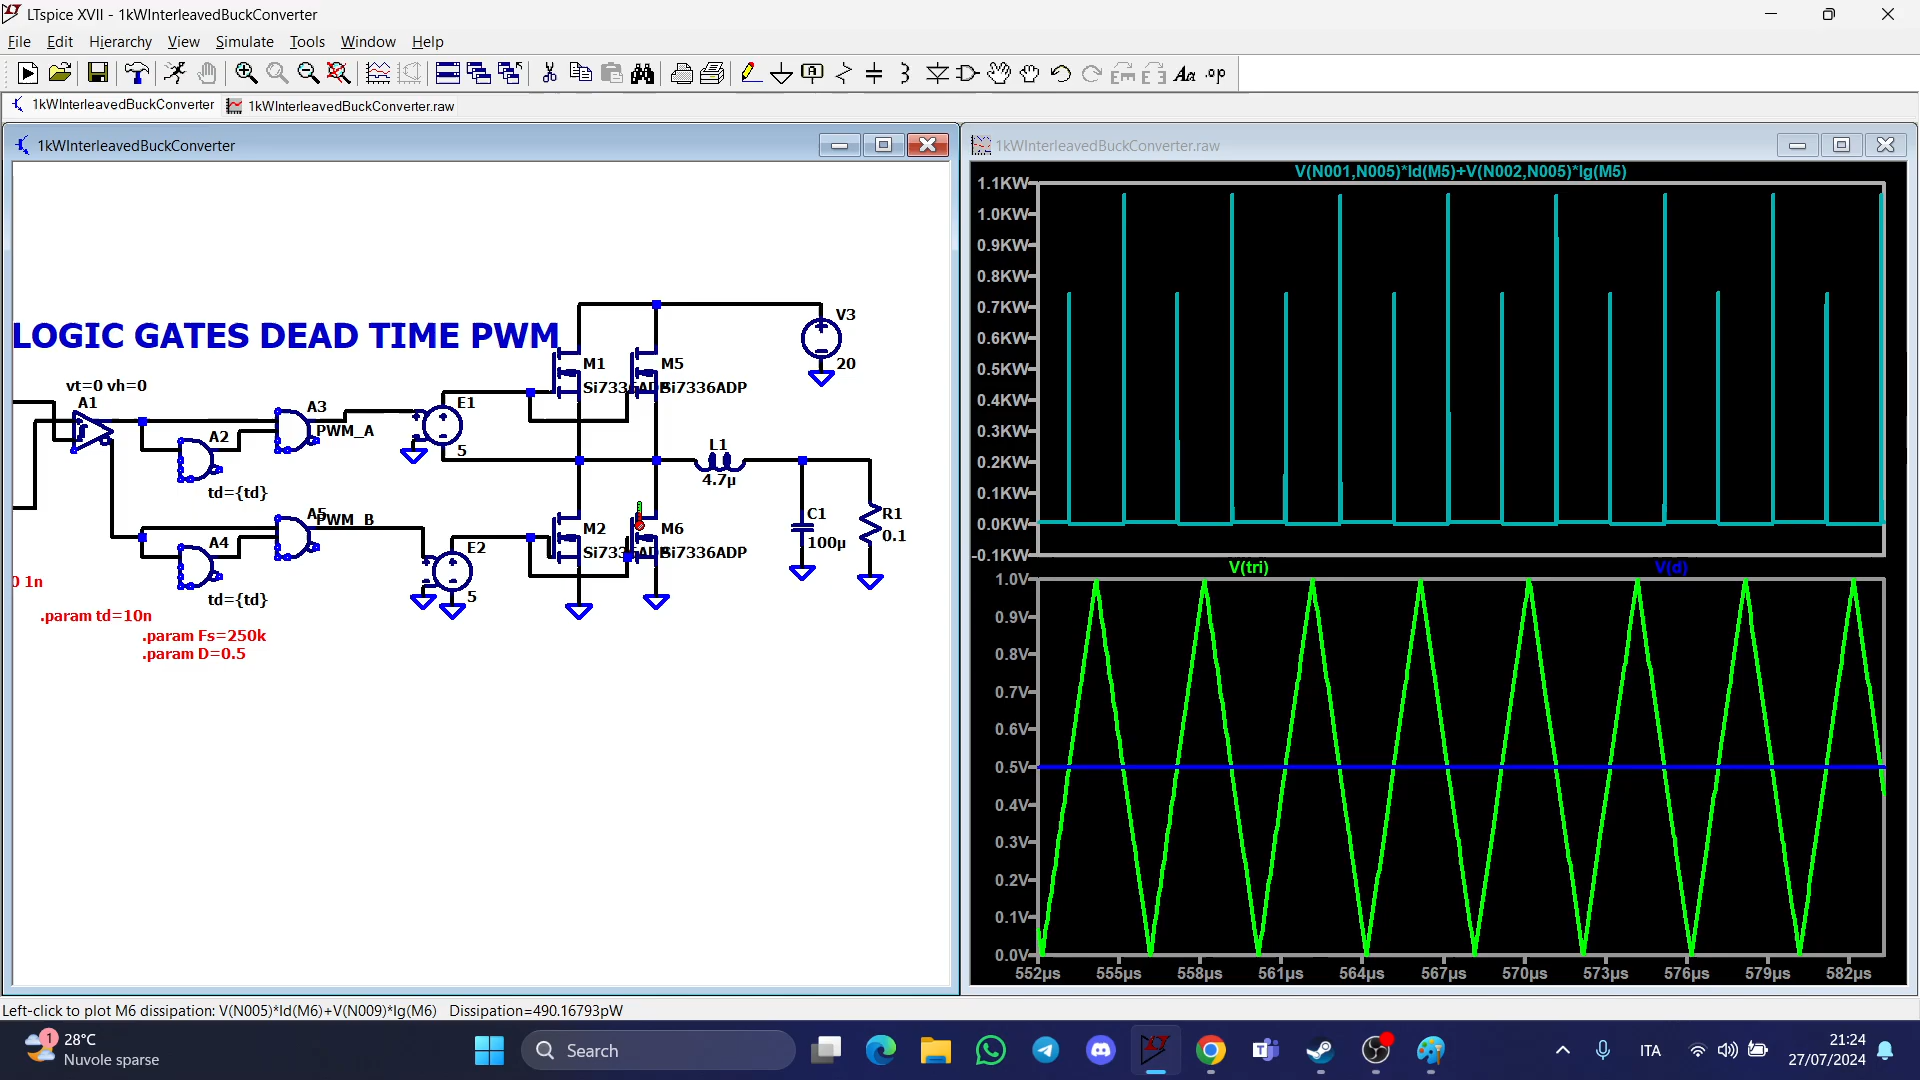 LTspice XVII - 1kWInterleavedBuckConverter
File Edit Hierarchy View Simulate Tools Window Help
1kWInterleavedBuckConverter 1kWInterleavedBuckConverter.raw
1kWInterleavedBuckConverter
LOGIC GATES DEAD TIME PWM
vt=0 vh=0
A1
A2
A3
PWM_A
td={td}
A4
A5
PWM_B
td={td}
0 1n
.param td=10n
.param Fs=250k
.param D=0.5
E1
5
E2
5
M1
M5
Si7336ADP
V3
20
L1
4.7µ
M2
M6
Si7336ADP
C1
100µ
R1
0.1
1kWInterleavedBuckConverter.raw
V(N001,N005)*Id(M5)+V(N002,N005)*Ig(M5)
1.1KW
1.0KW
0.9KW
0.8KW
0.7KW
0.6KW
0.5KW
0.4KW
0.3KW
0.2KW
0.1KW
0.0KW
-0.1KW
V(tri) V(d)
1.0V
0.9V
0.8V
0.7V
0.6V
0.5V
0.4V
0.3V
0.2V
0.1V
0.0V
552µs 555µs 558µs 561µs 564µs 567µs 570µs 573µs 576µs 579µs 582µs
Left-click to plot M6 dissipation: V(N005)*Id(M6)+V(N009)*Ig(M6) Dissipation=490.16793pW
1
28°C
Nuvole sparse
Search
ITA
21:24
27/07/2024